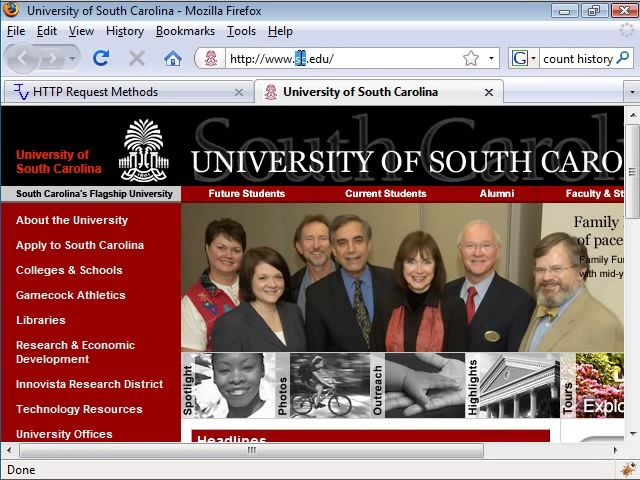 University of South Carolina - Mozilla Firefox
File Edit View History Bookmarks Tools Help
http://www.sc.edu/
G
count history
HTTP Request Methods
University of South Carolina
South Caroli
University of
South Carolina
UNIVERSITY OF SOUTH CARO
South Carolina's Flagship University
Future Students
Current Students
Alumni
Faculty & St
About the University
Apply to South Carolina
Colleges & Schools
Gamecock Athletics
Libraries
Research & Economic
Development
Innovista Research District
Technology Resources
University Offices
Family
of pace
Family Fu
with mid-y
Spotlight
Photos
Outreach
Highlights
Tours
Explo
Headlines
Done